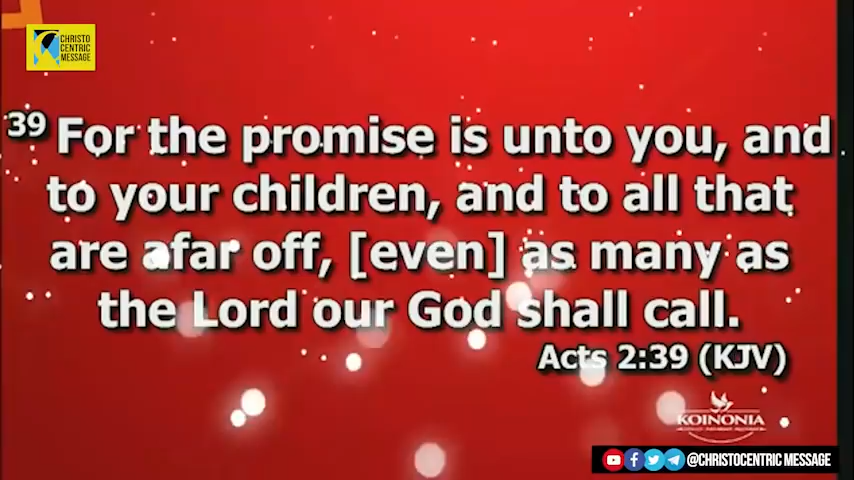 CHRISTO
CENTRIC
MESSAGE
39 For the promise is unto you, and
to your children, and to all that
are afar off, [even] as many as
the Lord our God shall call.
Acts 2:39 (KJV)
KOINONIA
@CHRISTOCENTRIC MESSAGE